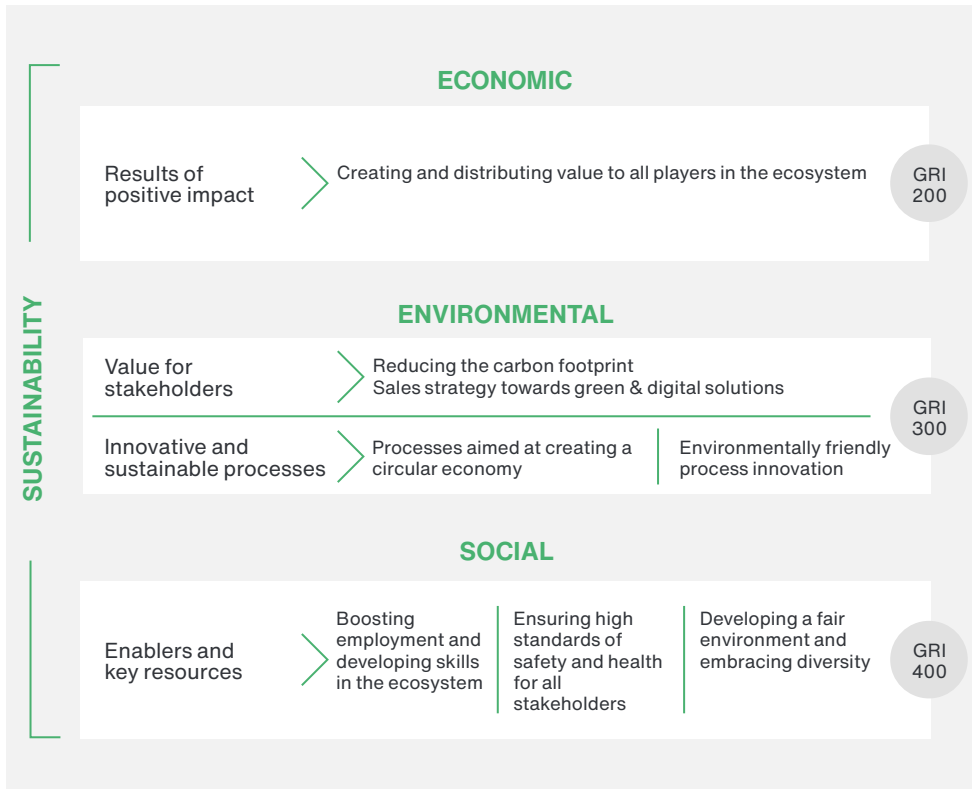 SUSTAINABILITY
ECONOMIC
Results of
positive impact
Creating and distributing value to all players in the ecosystem
GRI
200
ENVIRONMENTAL
Value for
stakeholders
Reducing the carbon footprint
Sales strategy towards green & digital solutions
Innovative and
sustainable processes
Processes aimed at creating a
circular economy
Environmentally friendly
process innovation
GRI
300
SOCIAL
Enablers and
key resources
Boosting
employment and
developing skills
in the ecosystem
Ensuring high
standards of
safety and health
for all
stakeholders
Developing a fair
environment and
embracing diversity
GRI
400